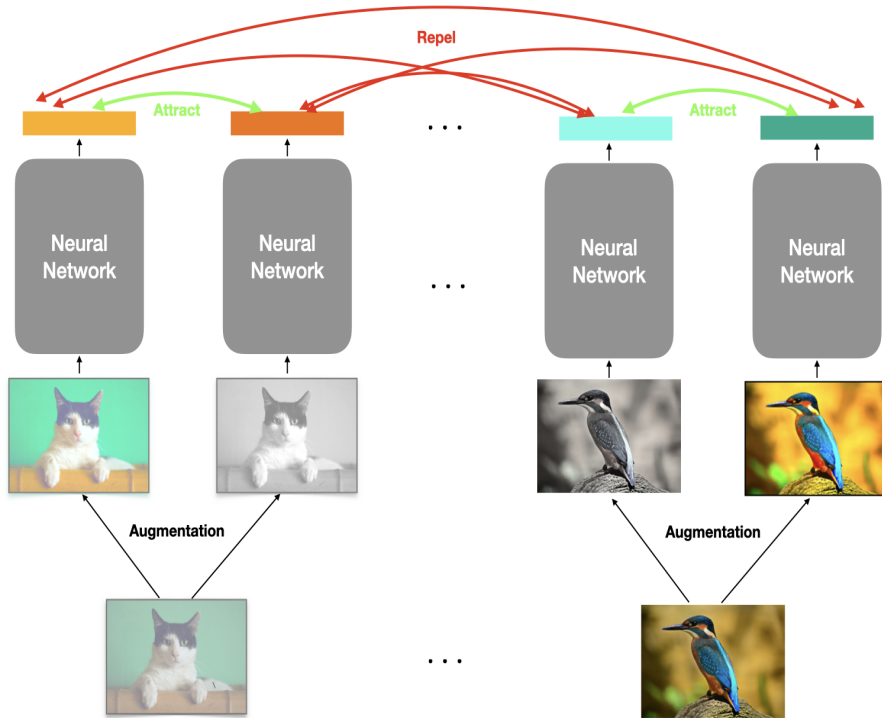 Repel
Attract
Attract
. . .
Neural
Network
Neural
Network
Neural
Network
Neural
Network
. . .
Augmentation
Augmentation
. . .